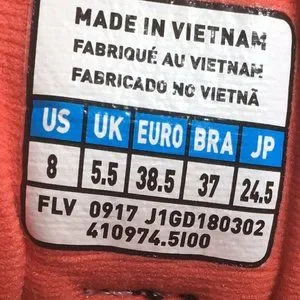 MADE IN VIETNAM
FABRIQUÉ AU VIETNAM
FABRICADO NO VIETNÃ
US UK EURO BRA JP
8 5.5 38.5 37 24.5
FLV 0917 J1GD180302
410974.5I00